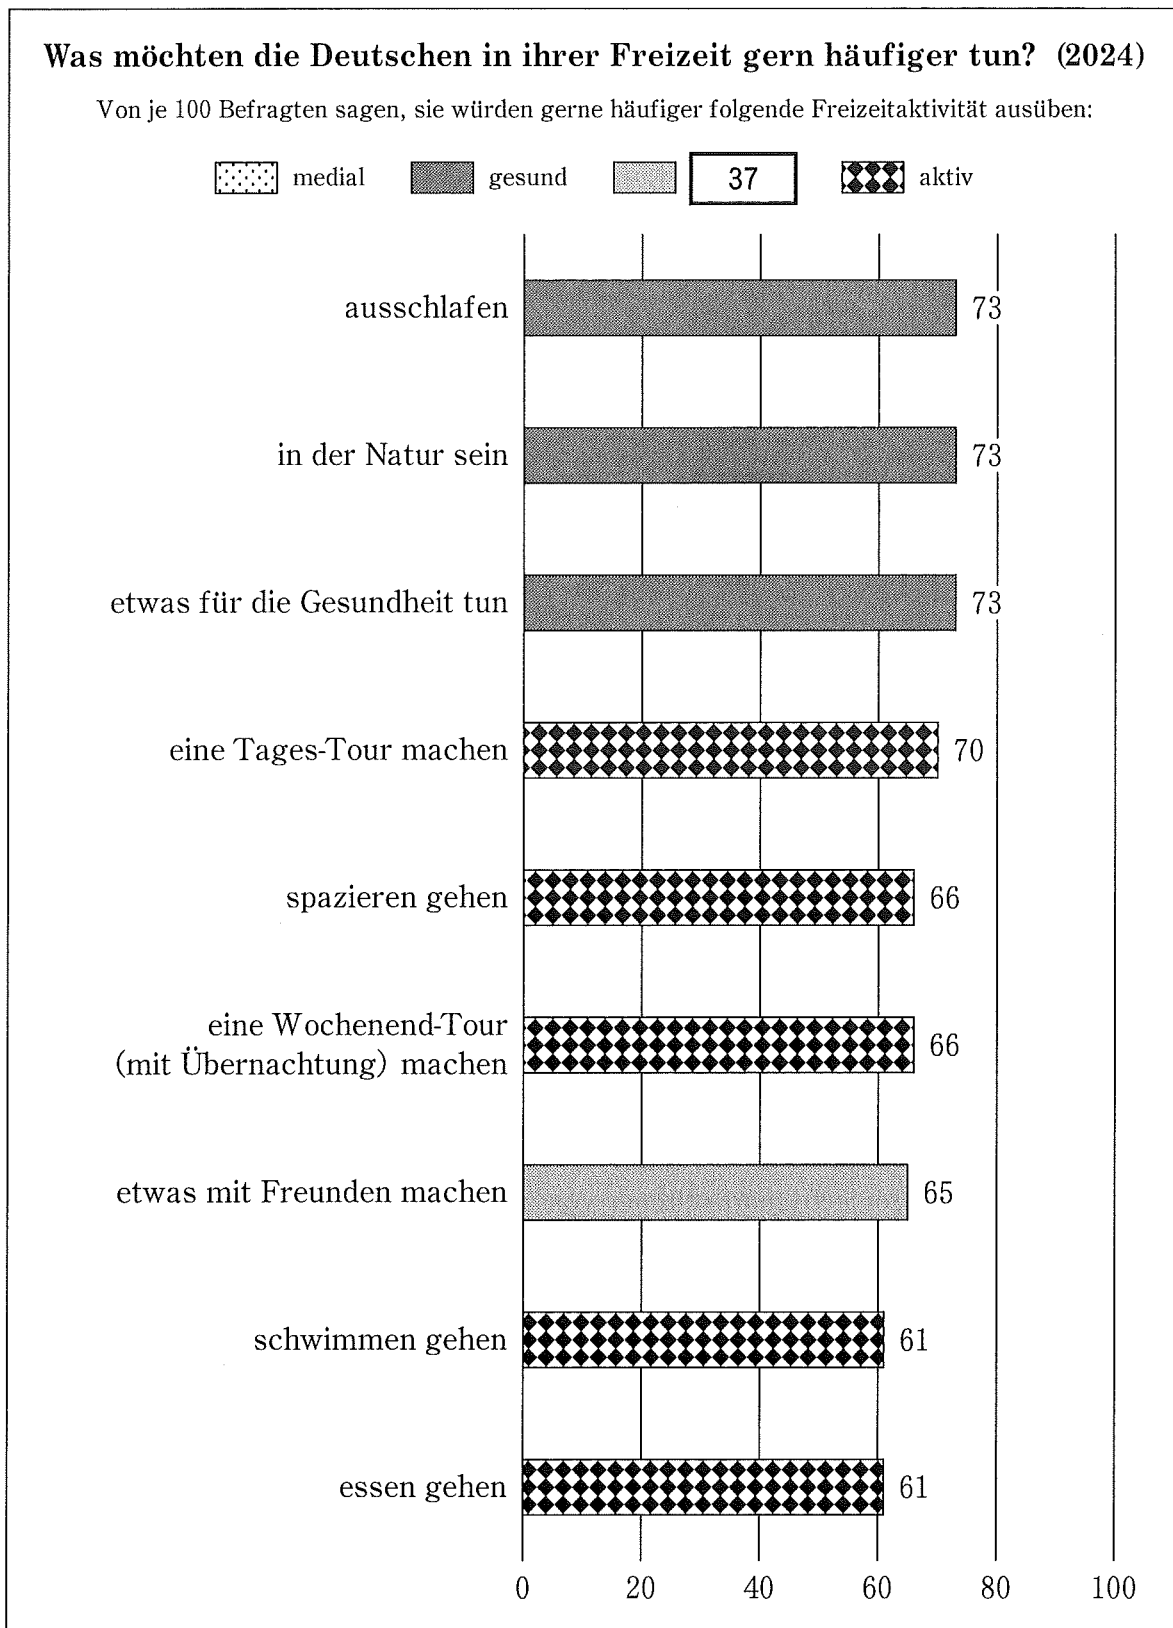 Was möchten die Deutschen in ihrer Freizeit gern häufiger tun? (2024)
Von je 100 Befragten sagen, sie würden gerne häufiger folgende Freizeitaktivität ausüben:
medial gesund 37 aktiv
ausschlafen 73
in der Natur sein 73
etwas für die Gesundheit tun 73
eine Tages-Tour machen 70
spazieren gehen 66
eine Wochenend-Tour
(mit Übernachtung) machen 66
etwas mit Freunden machen 65
schwimmen gehen 61
essen gehen 61
0 20 40 60 80 100